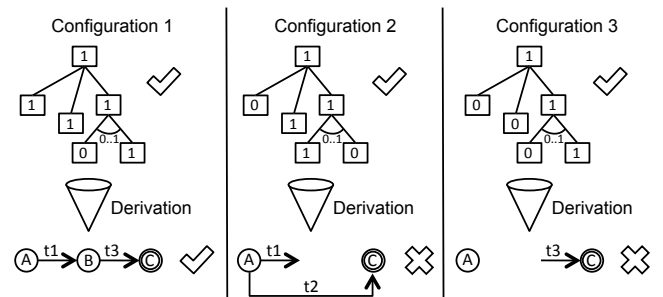 Configuration 1 Configuration 2 Configuration 3
1 1 1
1 1 0 1 0 1
1 1 0
0..1 0..1 0..1
0 1 1 0 0 1
Derivation Derivation Derivation
t1 t3 t1 t3
A B C A C A C
t2